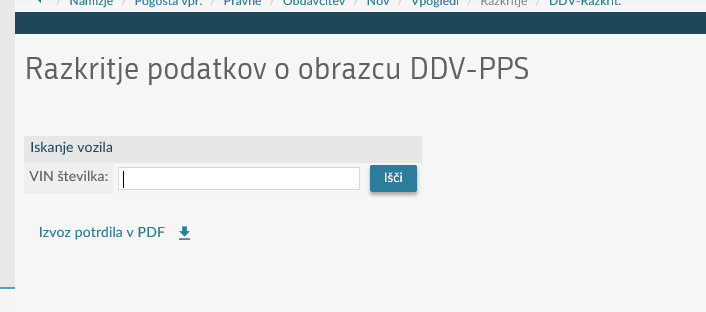 / Namizje / Pogosta vpr. / Pravne / Obdavčitev / Nov / Vpogledi / Razkritje / DDV-Razkrit.
Razkritje podatkov o obrazcu DDV-PPS
Iskanje vozila
VIN številka:
Išči
Izvoz potrdila v PDF